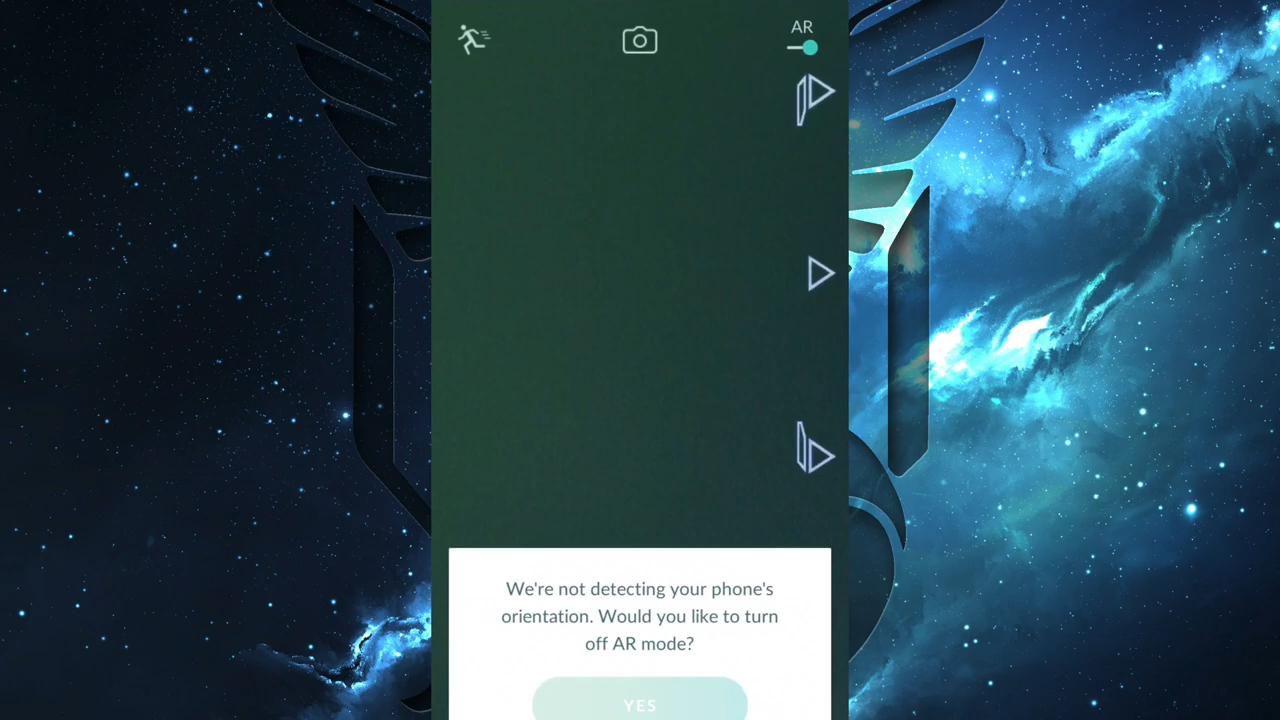 AR
We're not detecting your phone's
orientation. Would you like to turn
off AR mode?
YES